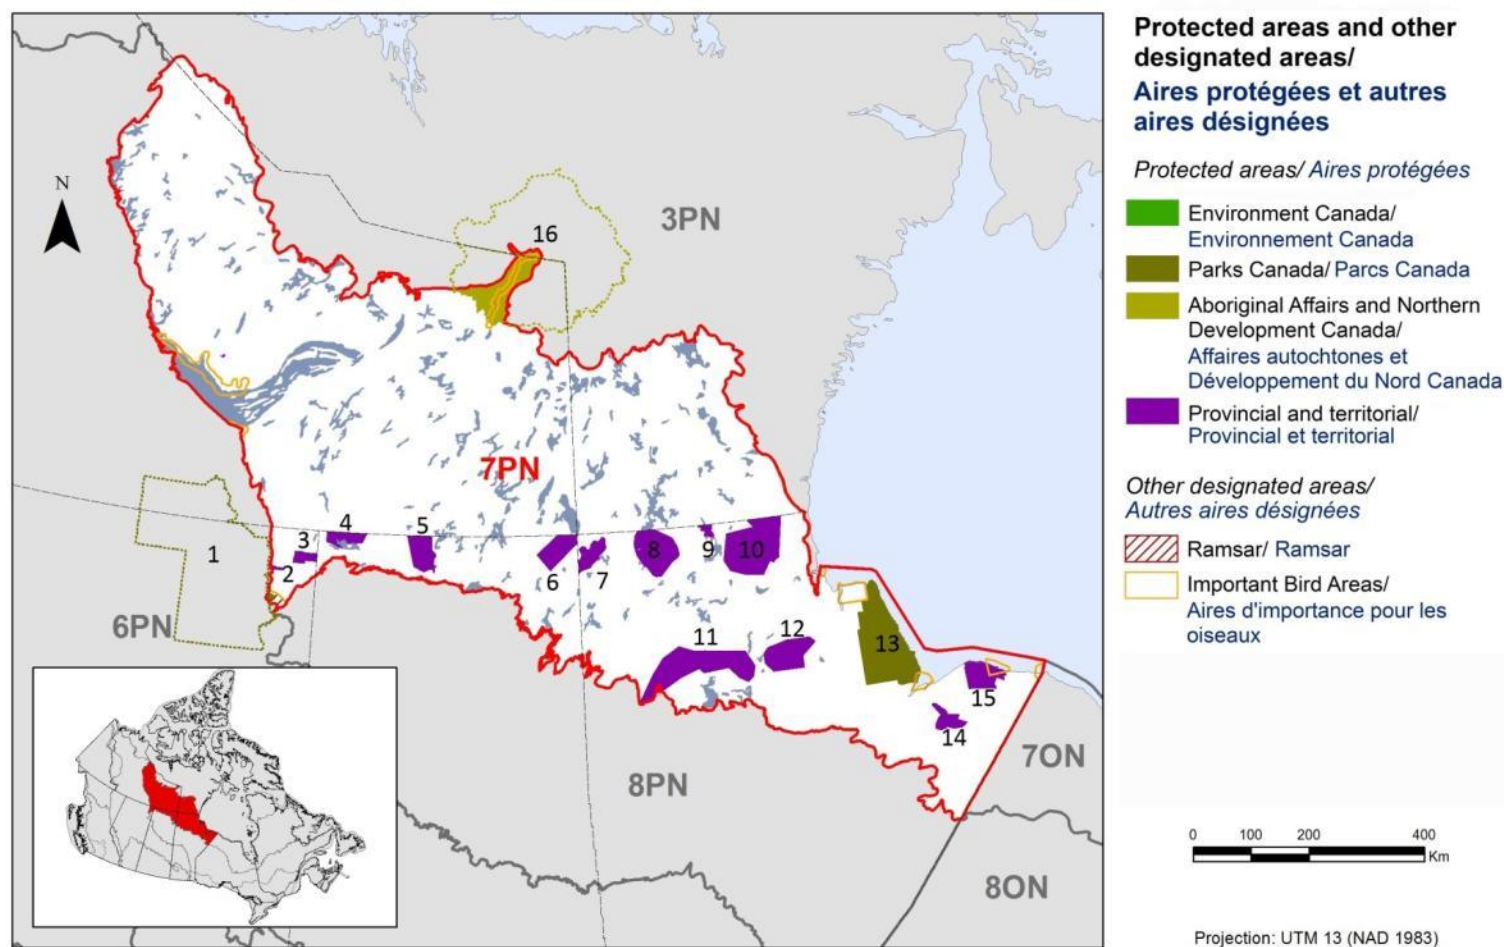 N
16
3PN
7PN
1
2
3
4
5
6
7
8
9
10
6PN
11
12
13
15
14
8PN
7ON
8ON
Protected areas and other
designated areas/
Aires protégées et autres
aires désignées
Protected areas/ Aires protégées
Environment Canada/
Environnement Canada
Parks Canada/ Parcs Canada
Aboriginal Affairs and Northern
Development Canada/
Affaires autochtones et
Développement du Nord Canada
Provincial and territorial/
Provincial et territorial
Other designated areas/
Autres aires désignées
Ramsar/ Ramsar
Important Bird Areas/
Aires d'importance pour les
oiseaux
0 100 200 400
Km
Projection: UTM 13 (NAD 1983)